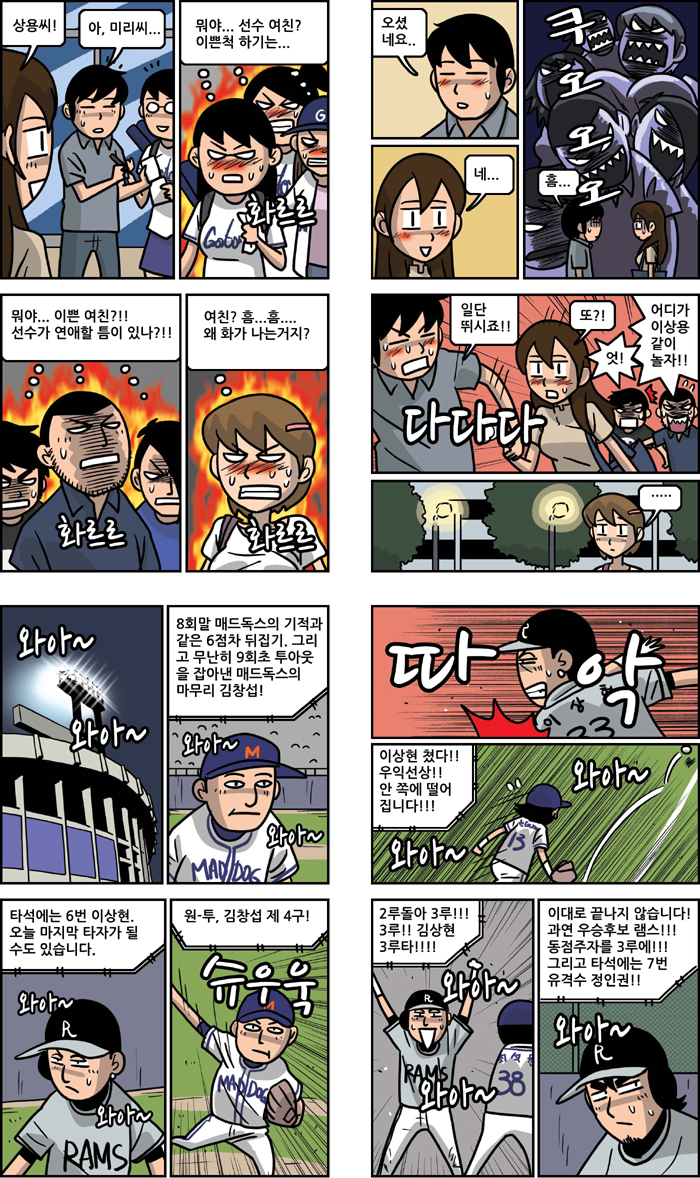 상용씨!
아, 미리씨...
뭐야... 선수 여친?
이쁜척 하기는...
G
Gobo
화르르
뭐야... 이쁜 여친?!!
선수가 연애할 틈이 있나?!!
화르르
여친? 흠...흠....
왜 화가 나는거지?
화르르
오셨
네요..
네...
쿠
오
오
오
흠...
일단
뛰시죠!!
또?!
엇!
어디가
이상용
같이
놀자!!
다다다
.....
와아~
와아~
8회말 매드독스의 기적과
같은 6점차 뒤집기. 그리
고 무난히 9회초 투아웃
을 잡아낸 매드독스의
마무리 김창섭!
와아~
M
와아~
MAD DOG
타석에는 6번 이상현.
오늘 마지막 타자가 될
수도 있습니다.
와아~
R
와아~
RAMS
원-투, 김창섭 제 4구!
슈우욱
M
MAD DOG
따악
이상현
33
이상현 쳤다!!
우익선상!!
안 쪽에 떨어
집니다!!!
와아~
와아~
13
2루돌아 3루!!!
3루!! 김상현
3루타!!!!
와아~
R
RAMS
와아~
38
이대로 끝나지 않습니다!
과연 우승후보 램스!!!
동점주자를 3루에!!!
그리고 타석에는 7번
유격수 정인권!!
와아~
R